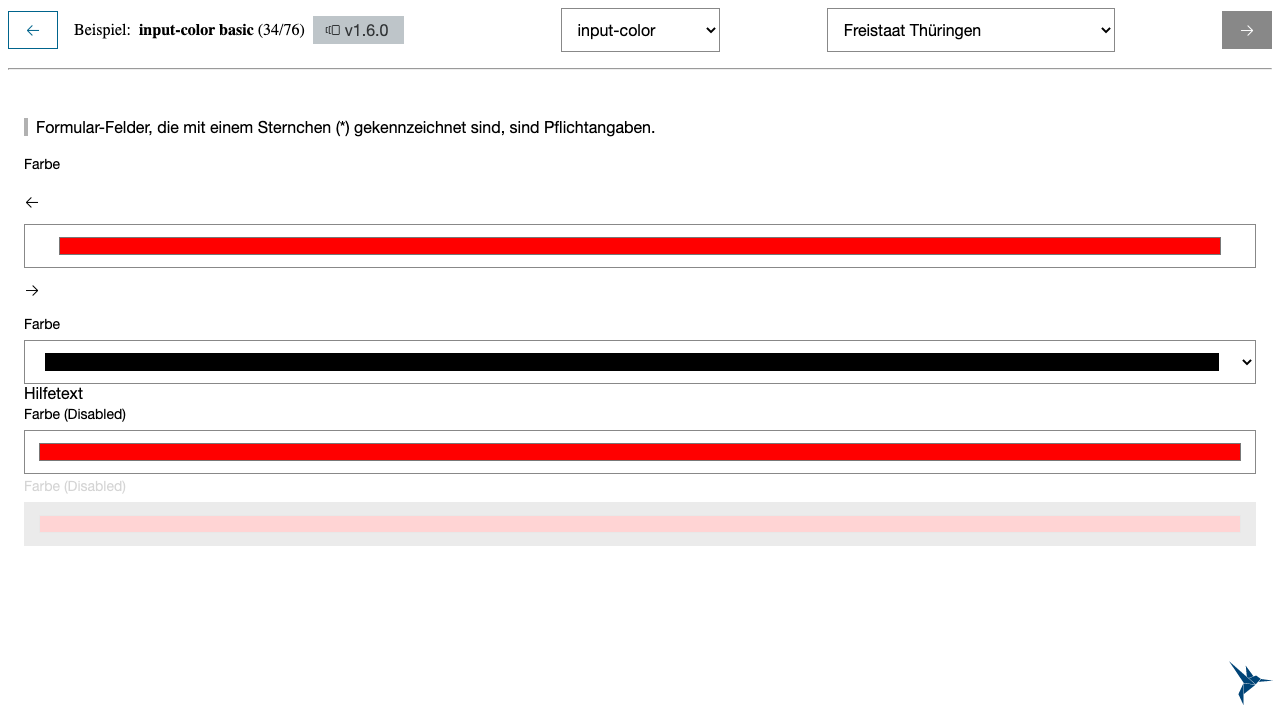 Beispiel: input-color basic (34/76) v1.6.0 input-color Freistaat Thüringen
Formular-Felder, die mit einem Sternchen (*) gekennzeichnet sind, sind Pflichtangaben.
Farbe
Farbe
Hilfetext
Farbe (Disabled)
Farbe (Disabled)